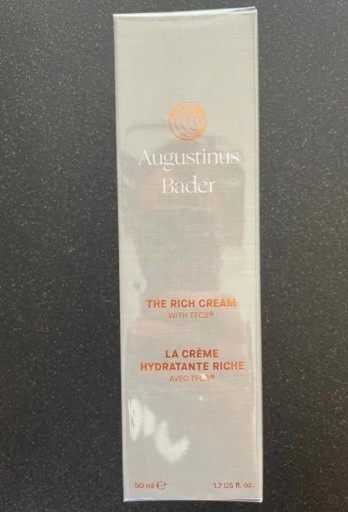 Augustinus
Bader
THE RICH CREAM
WITH TFC8®
LA CRÈME
HYDRATANTE RICHE
AVEC TFC8®
50 ml ℮ 1.7 US fl. oz.